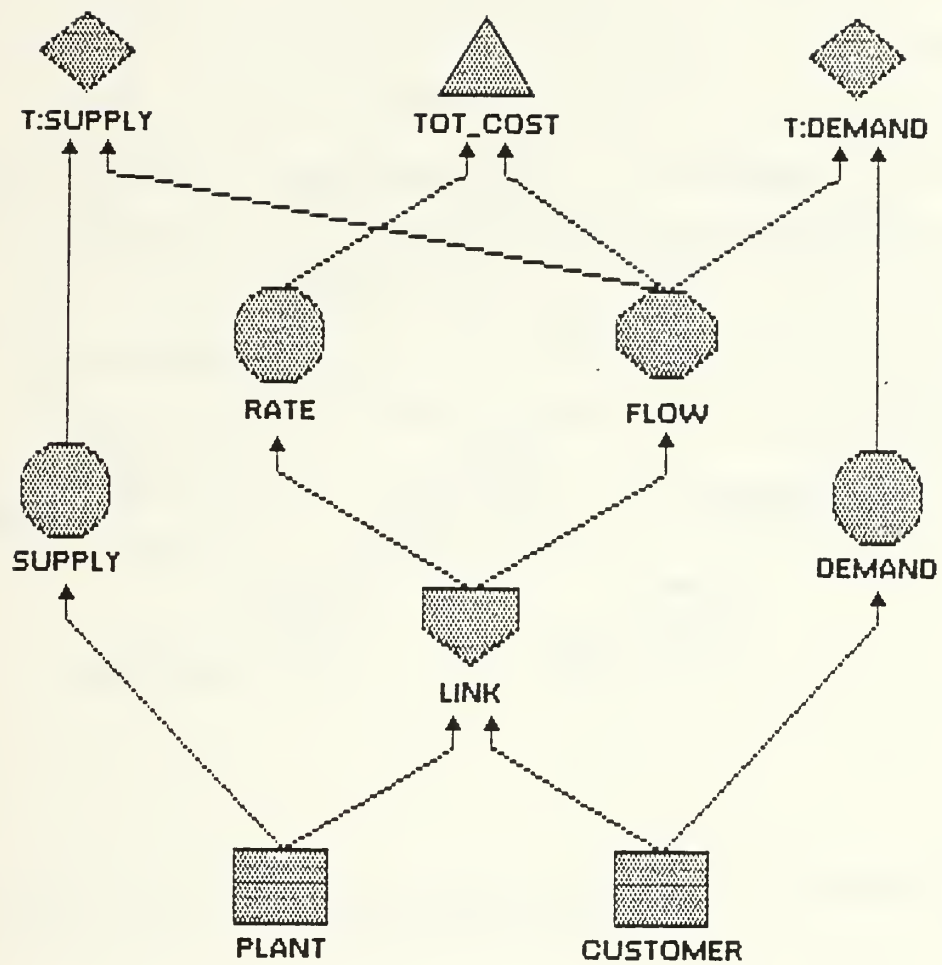 T:SUPPLY
TOT_COST
T:DEMAND
RATE
FLOW
SUPPLY
DEMAND
LINK
PLANT
CUSTOMER